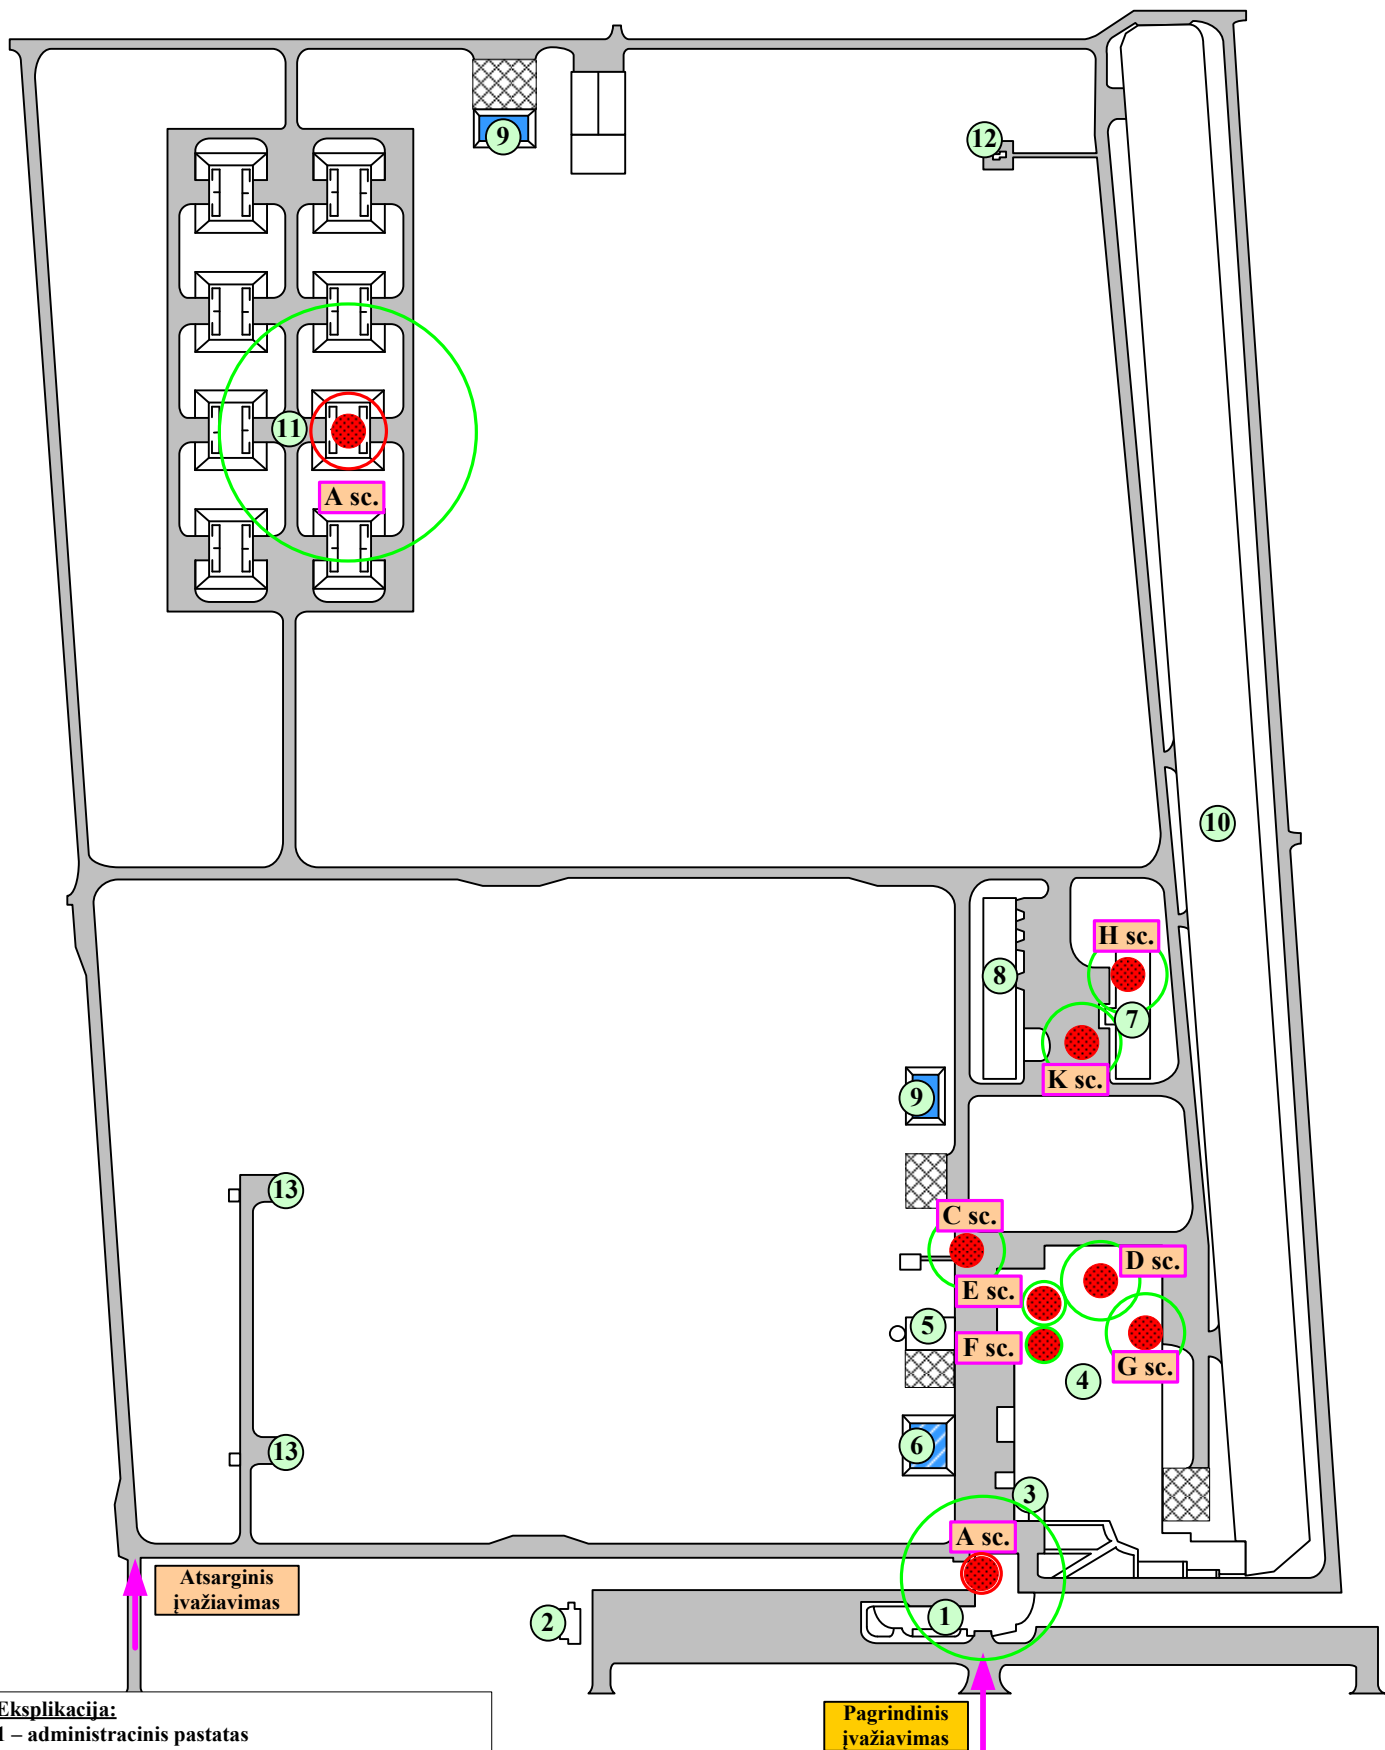 9
12
11
A sc.
10
H sc.
8
7
K sc.
9
13
C sc.
D sc.
E sc.
5
F sc.
G sc.
4
6
13
3
A sc.
Atsarginis
įvažiavimas
1
2
Eksplikacija:
1 – administracinis pastatas
Pagrindinis
įvažiavimas